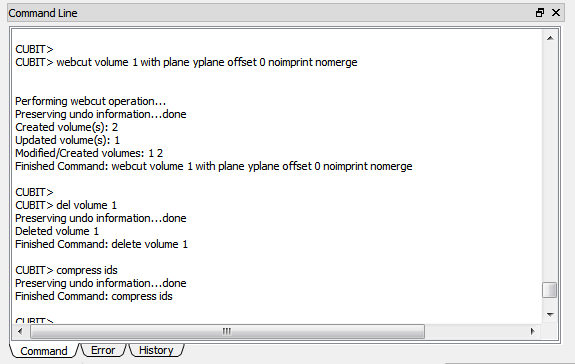 Command Line
CUBIT>
CUBIT> webcut volume 1 with plane yplane offset 0 noimprint nomerge
Performing webcut operation...
Preserving undo information...done
Created volume(s): 2
Updated volume(s): 1
Modified/Created volumes: 1 2
Finished Command: webcut volume 1 with plane yplane offset 0 noimprint nomerge
CUBIT>
CUBIT> del volume 1
Preserving undo information...done
Deleted volume 1
Finished Command: delete volume 1
CUBIT> compress ids
Preserving undo information...done
Finished Command: compress ids
CUBIT>
Command Error History